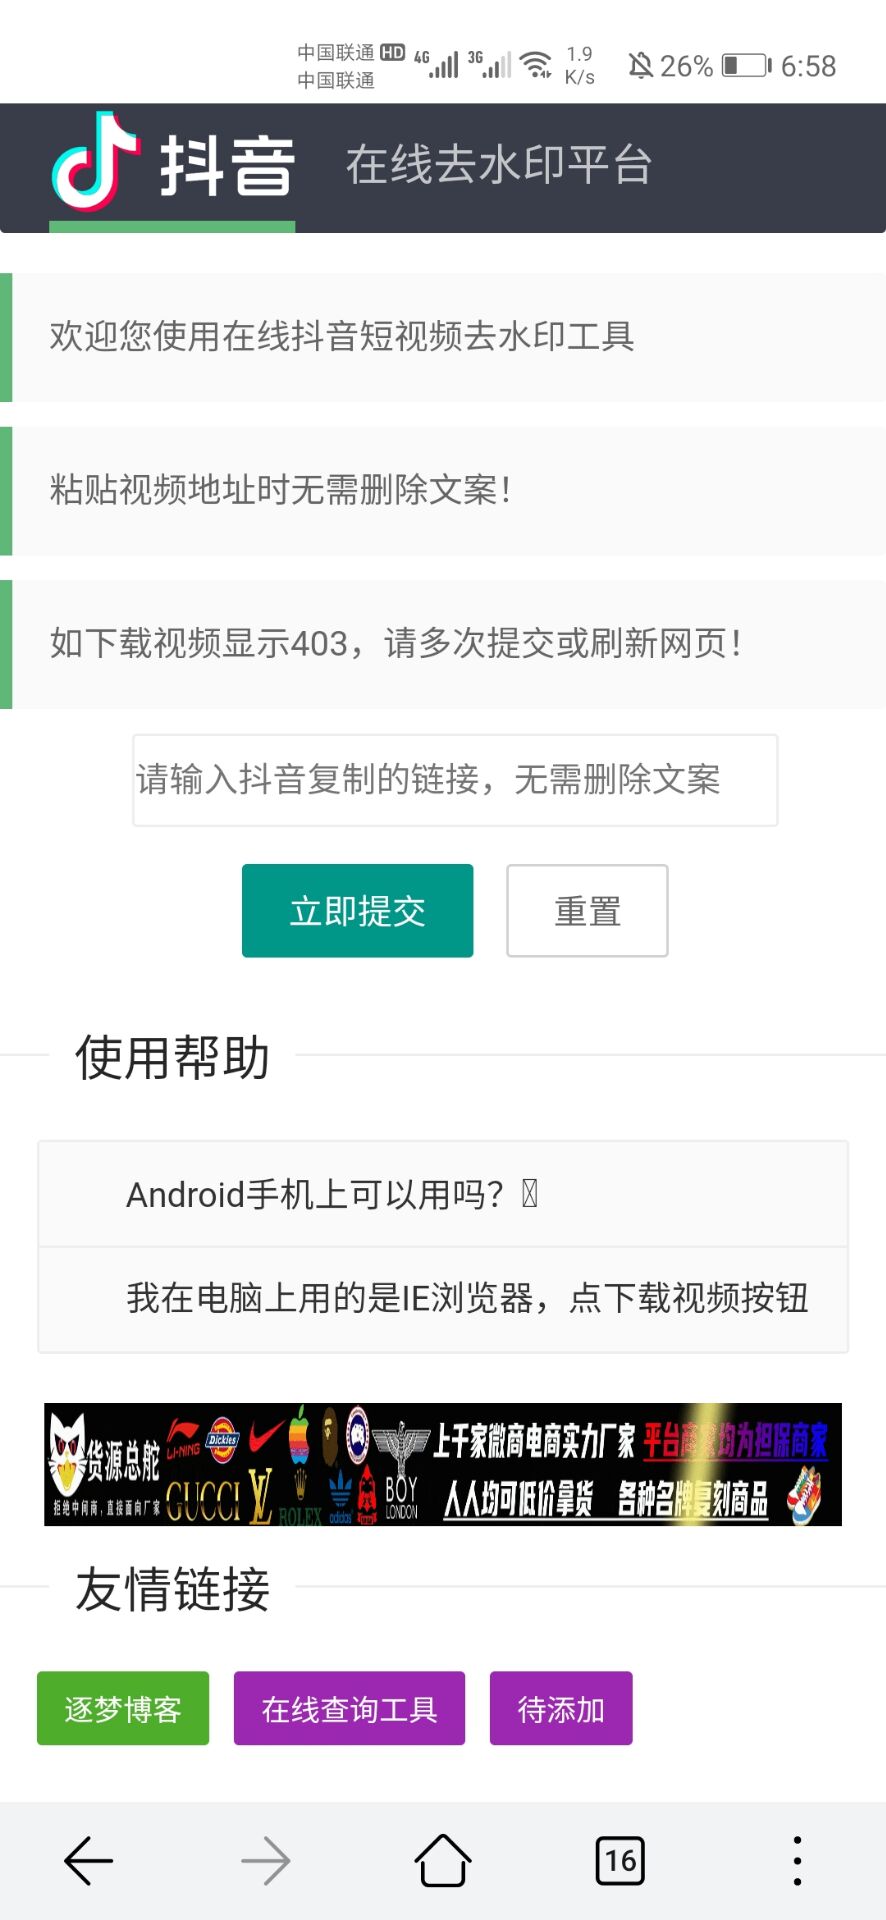 中国联通 HD 4G 3G 1.9 K/s 26% 6:58
中国联通
抖音 在线去水印平台
欢迎您使用在线抖音短视频去水印工具
粘贴视频地址时无需删除文案！
如下载视频显示403，请多次提交或刷新网页！
请输入抖音复制的链接，无需删除文案
立即提交 重置
使用帮助
Android手机上可以用吗？
我在电脑上用的是IE浏览器，点下载视频按钮
货源总舵
拒绝中间商，直接面向厂家
LI-NING Dickies
GUCCI LV ROLEX adidas BOY LONDON
上千家微商电商实力厂家 平台商家均为担保商家
人人均可低价拿货 各种名牌复刻商品
友情链接
逐梦博客 在线查询工具 待添加
16